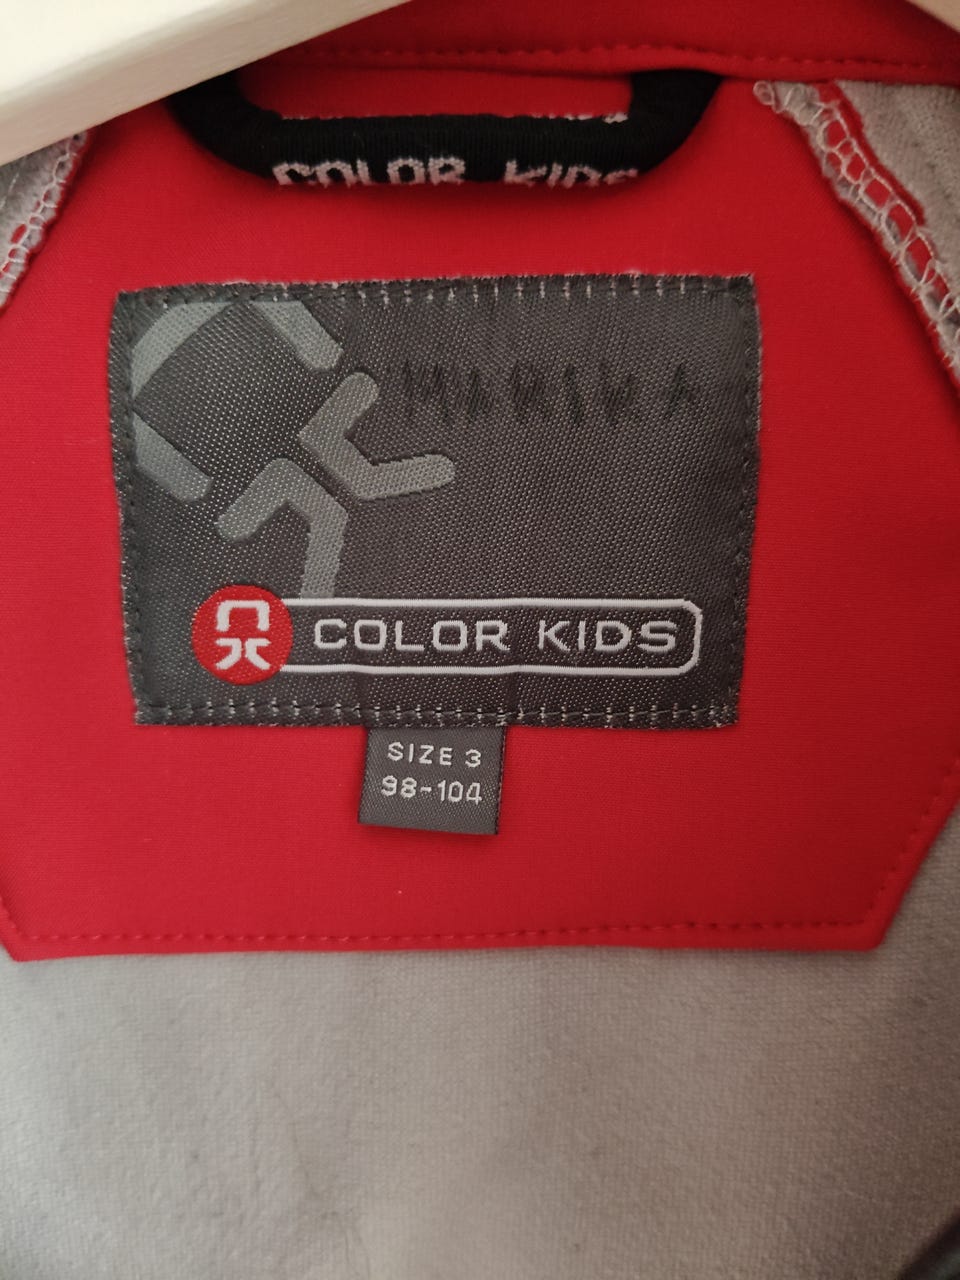 COLOR KIDS
MARIKA
COLOR KIDS
SIZE 3
98-104